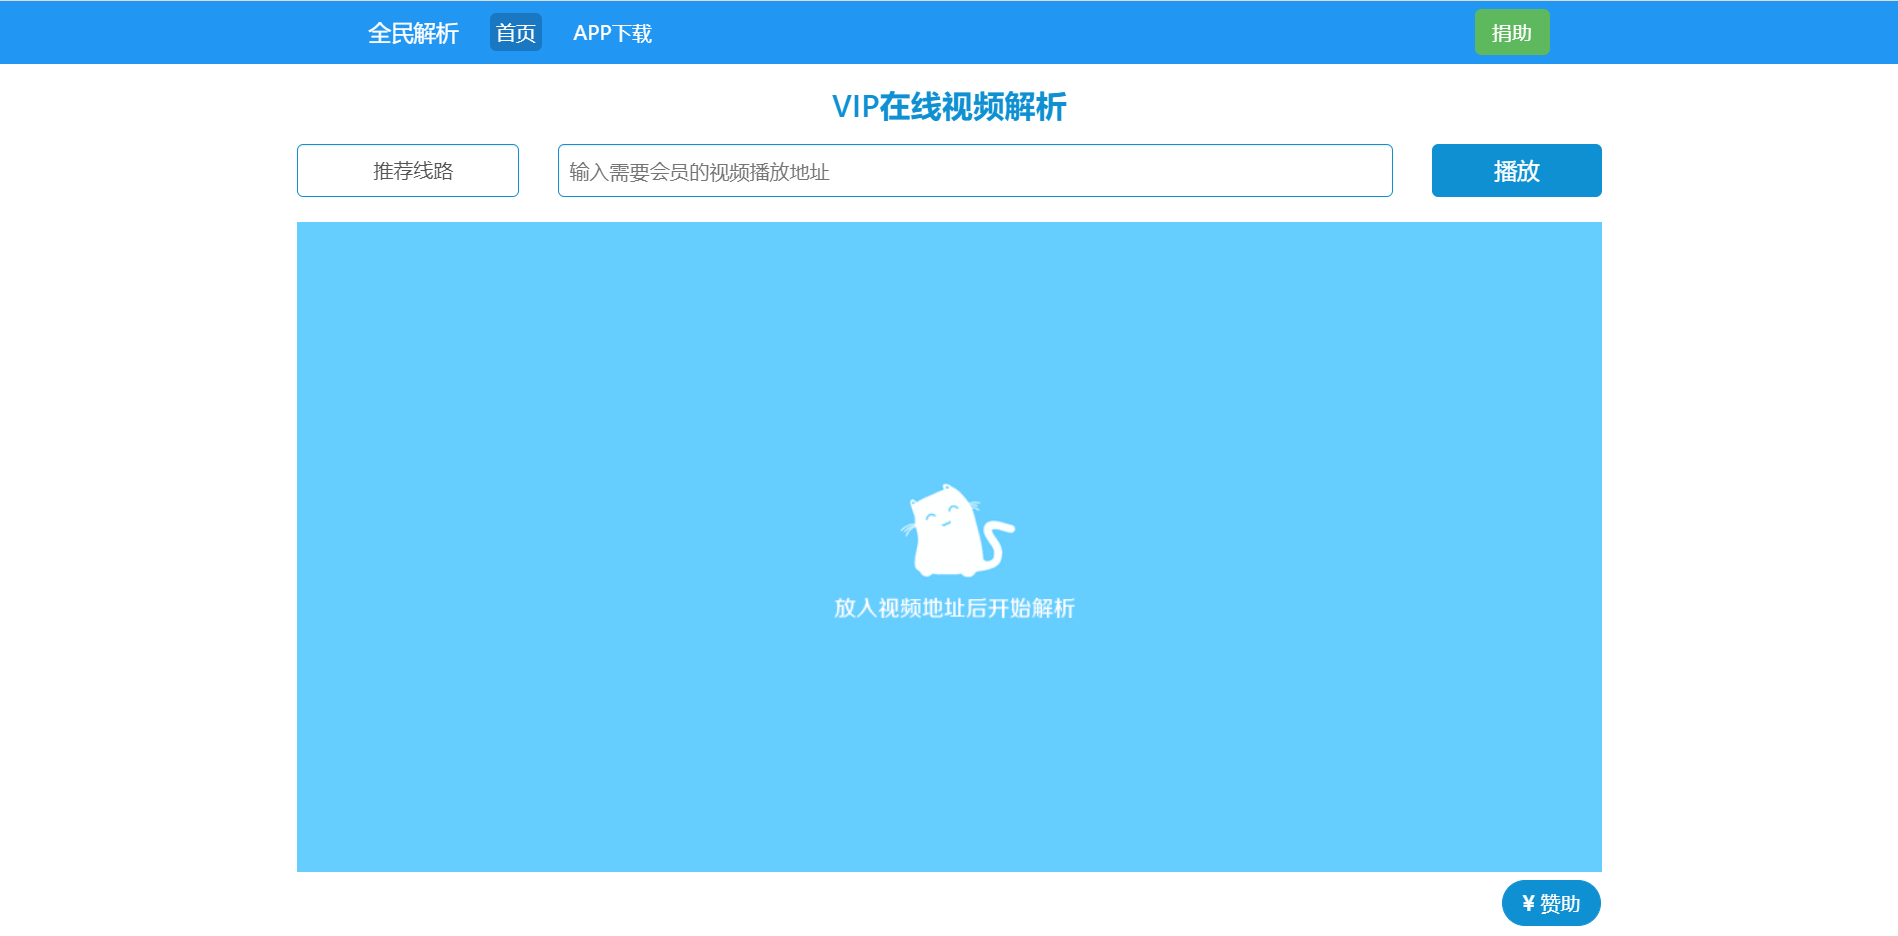 全民解析 首页 APP下载 捐助
VIP在线视频解析
推荐线路 输入需要会员的视频播放地址 播放
放入视频地址后开始解析
¥ 赞助